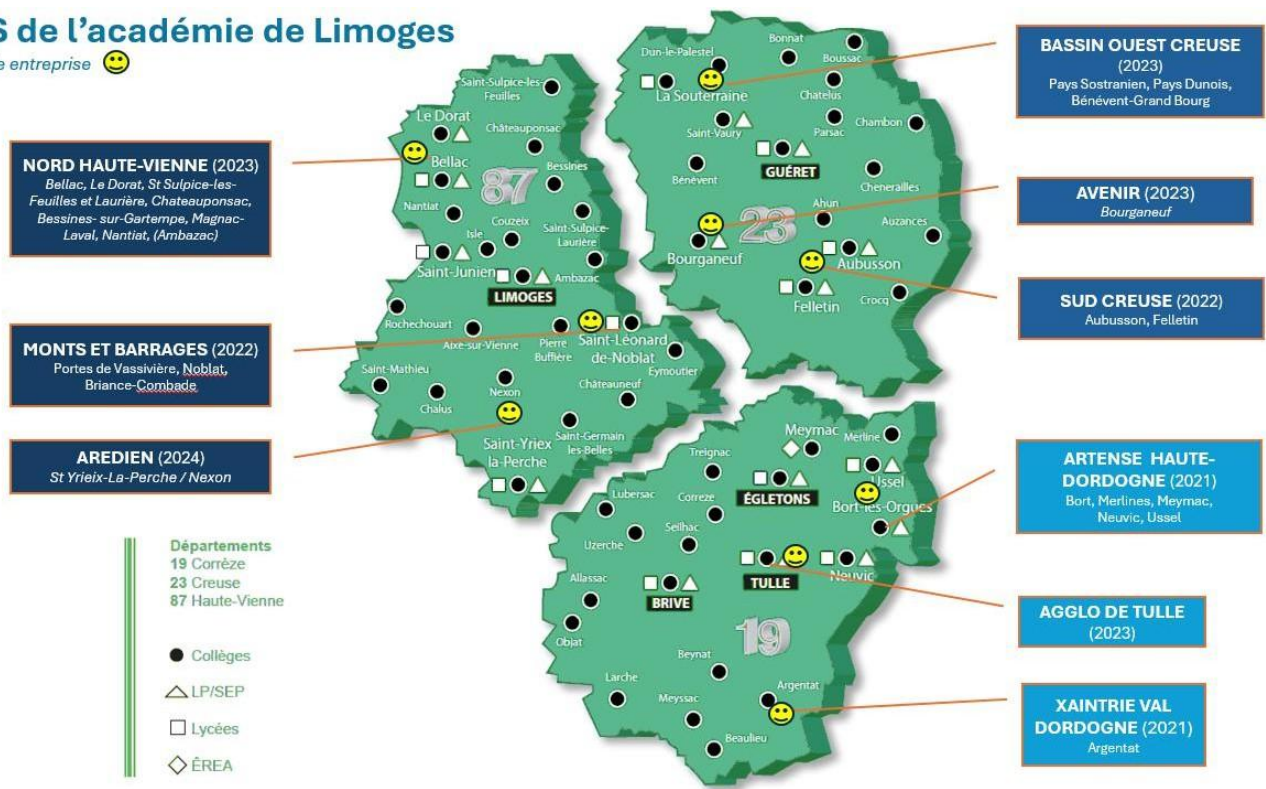 S de l’académie de Limoges
e entreprise
NORD HAUTE-VIENNE (2023)
Bellac, Le Dorat, St Sulpice-les-
Feuilles et Laurière, Chateauponsac,
Bessines- sur-Gartempe, Magnac-
Laval, Nantiat, (Ambazac)
MONTS ET BARRAGES (2022)
Portes de Vassivière, Noblat,
Briance-Combade
AREDIEN (2024)
St Yrieix-La-Perche / Nexon
Départements
19 Corrèze
23 Creuse
87 Haute-Vienne
Collèges
LP/SEP
Lycées
ÉREA
Saint-Sulpice-les-
Feuilles
Le Dorat
Châteauponsac
Bellac
87
Bessines
Nantiat
Couzeix
Isle
Saint-Sulpice-
Laurière
Saint-Junien
Ambazac
LIMOGES
Rochechouart
Aixe-sur-Vienne
Pierre
Buffière
Saint-Léonard
de-Noblat
Eymoutier
Saint-Mathieu
Chalus
Nexon
Châteauneuf
Saint-Yriex
la-Perche
Saint-Germain
les-Belles
Dun-le-Palestel
Bonnat
Boussac
La Souterraine
Chatelus
Saint-Vaury
Parsac
Chambon
GUÉRET
Bénévent
Chenerailles
Ahun
Auzances
23
Bourganeuf
Aubusson
Felletin
Crocq
Meymac
Merline
Treignac
Ussel
ÉGLETONS
Lubersac
Correze
Bort-les-Orgues
Seilhac
Uzerche
TULLE
Neuvic
Allassac
BRIVE
Objat
19
Beynat
Larche
Argentat
Meyssac
Beaulieu
BASSIN OUEST CREUSE
(2023)
Pays Sostranien, Pays Dunois,
Bénévent-Grand Bourg
AVENIR (2023)
Bourganeuf
SUD CREUSE (2022)
Aubusson, Felletin
ARTENSE HAUTE-
DORDOGNE (2021)
Bort, Merlines, Meymac,
Neuvic, Ussel
AGGLO DE TULLE
(2023)
XAINTRIE VAL
DORDOGNE (2021)
Argentat